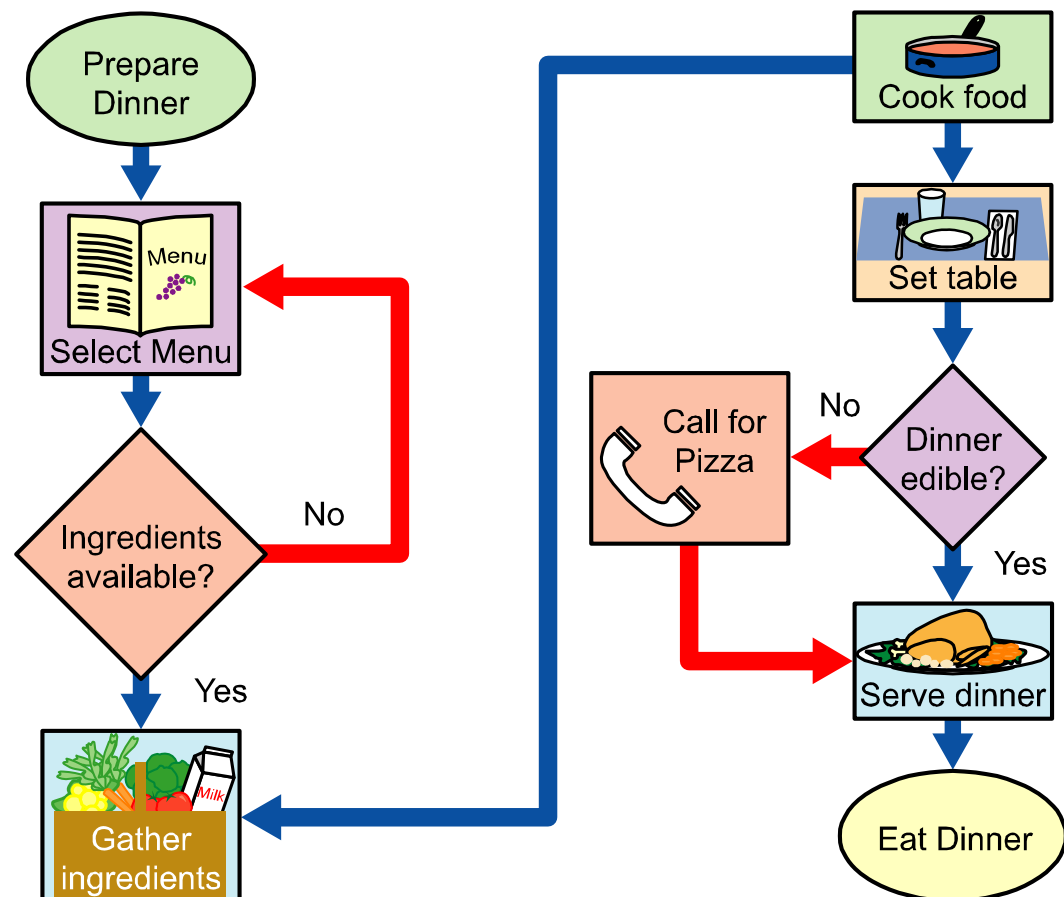 Prepare
Dinner
Menu
Select Menu
No
Ingredients
available?
Yes
Milk
Gather
ingredients
Cook food
Set table
No
Dinner
edible?
Call for
Pizza
Yes
Serve dinner
Eat Dinner